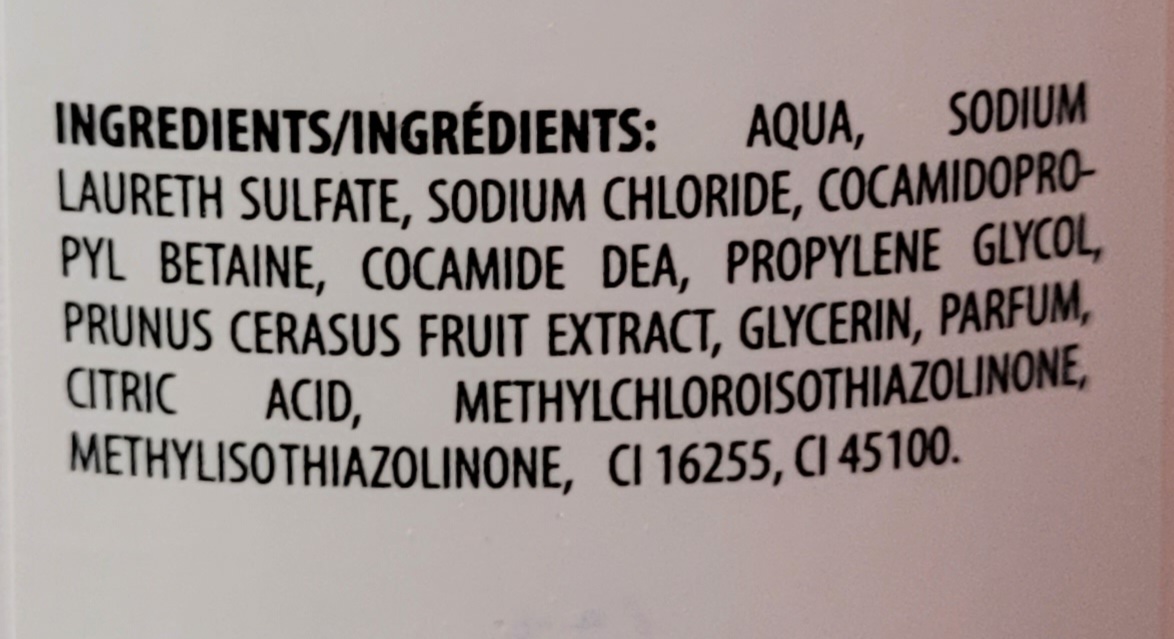 INGREDIENTS/INGRÉDIENTS: AQUA, SODIUM
LAURETH SULFATE, SODIUM CHLORIDE, COCAMIDOPRO-
PYL BETAINE, COCAMIDE DEA, PROPYLENE GLYCOL,
PRUNUS CERASUS FRUIT EXTRACT, GLYCERIN, PARFUM,
CITRIC ACID, METHYLCHLOROISOTHIAZOLINONE,
METHYLISOTHIAZOLINONE, CI 16255, CI 45100.